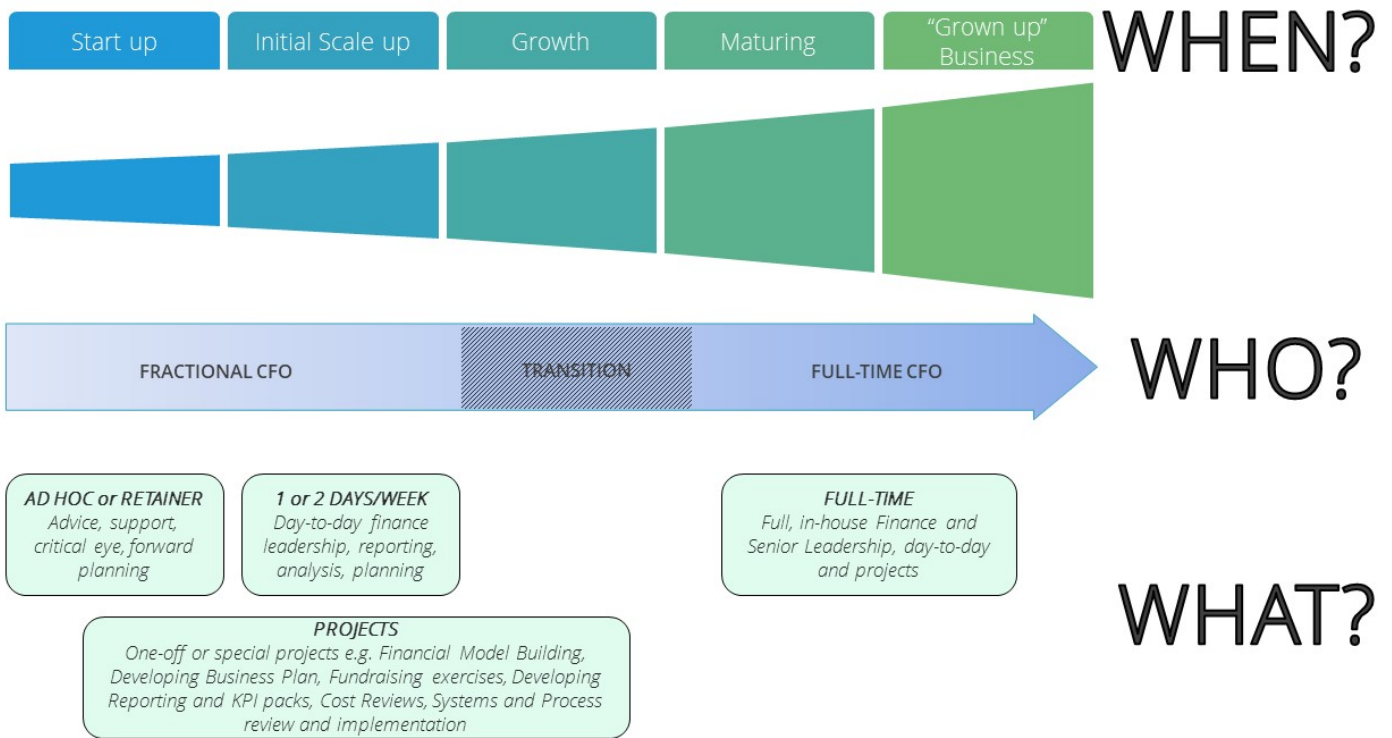 Start up
Initial Scale up
Growth
Maturing
“Grown up”
Business
WHEN?
FRACTIONAL CFO
TRANSITION
FULL-TIME CFO
WHO?
AD HOC or RETAINER
Advice, support,
critical eye, forward
planning
1 or 2 DAYS/WEEK
Day-to-day finance
leadership, reporting,
analysis, planning
FULL-TIME
Full, in-house Finance and
Senior Leadership, day-to-day
and projects
WHAT?
PROJECTS
One-off or special projects e.g. Financial Model Building,
Developing Business Plan, Fundraising exercises, Developing
Reporting and KPI packs, Cost Reviews, Systems and Process
review and implementation